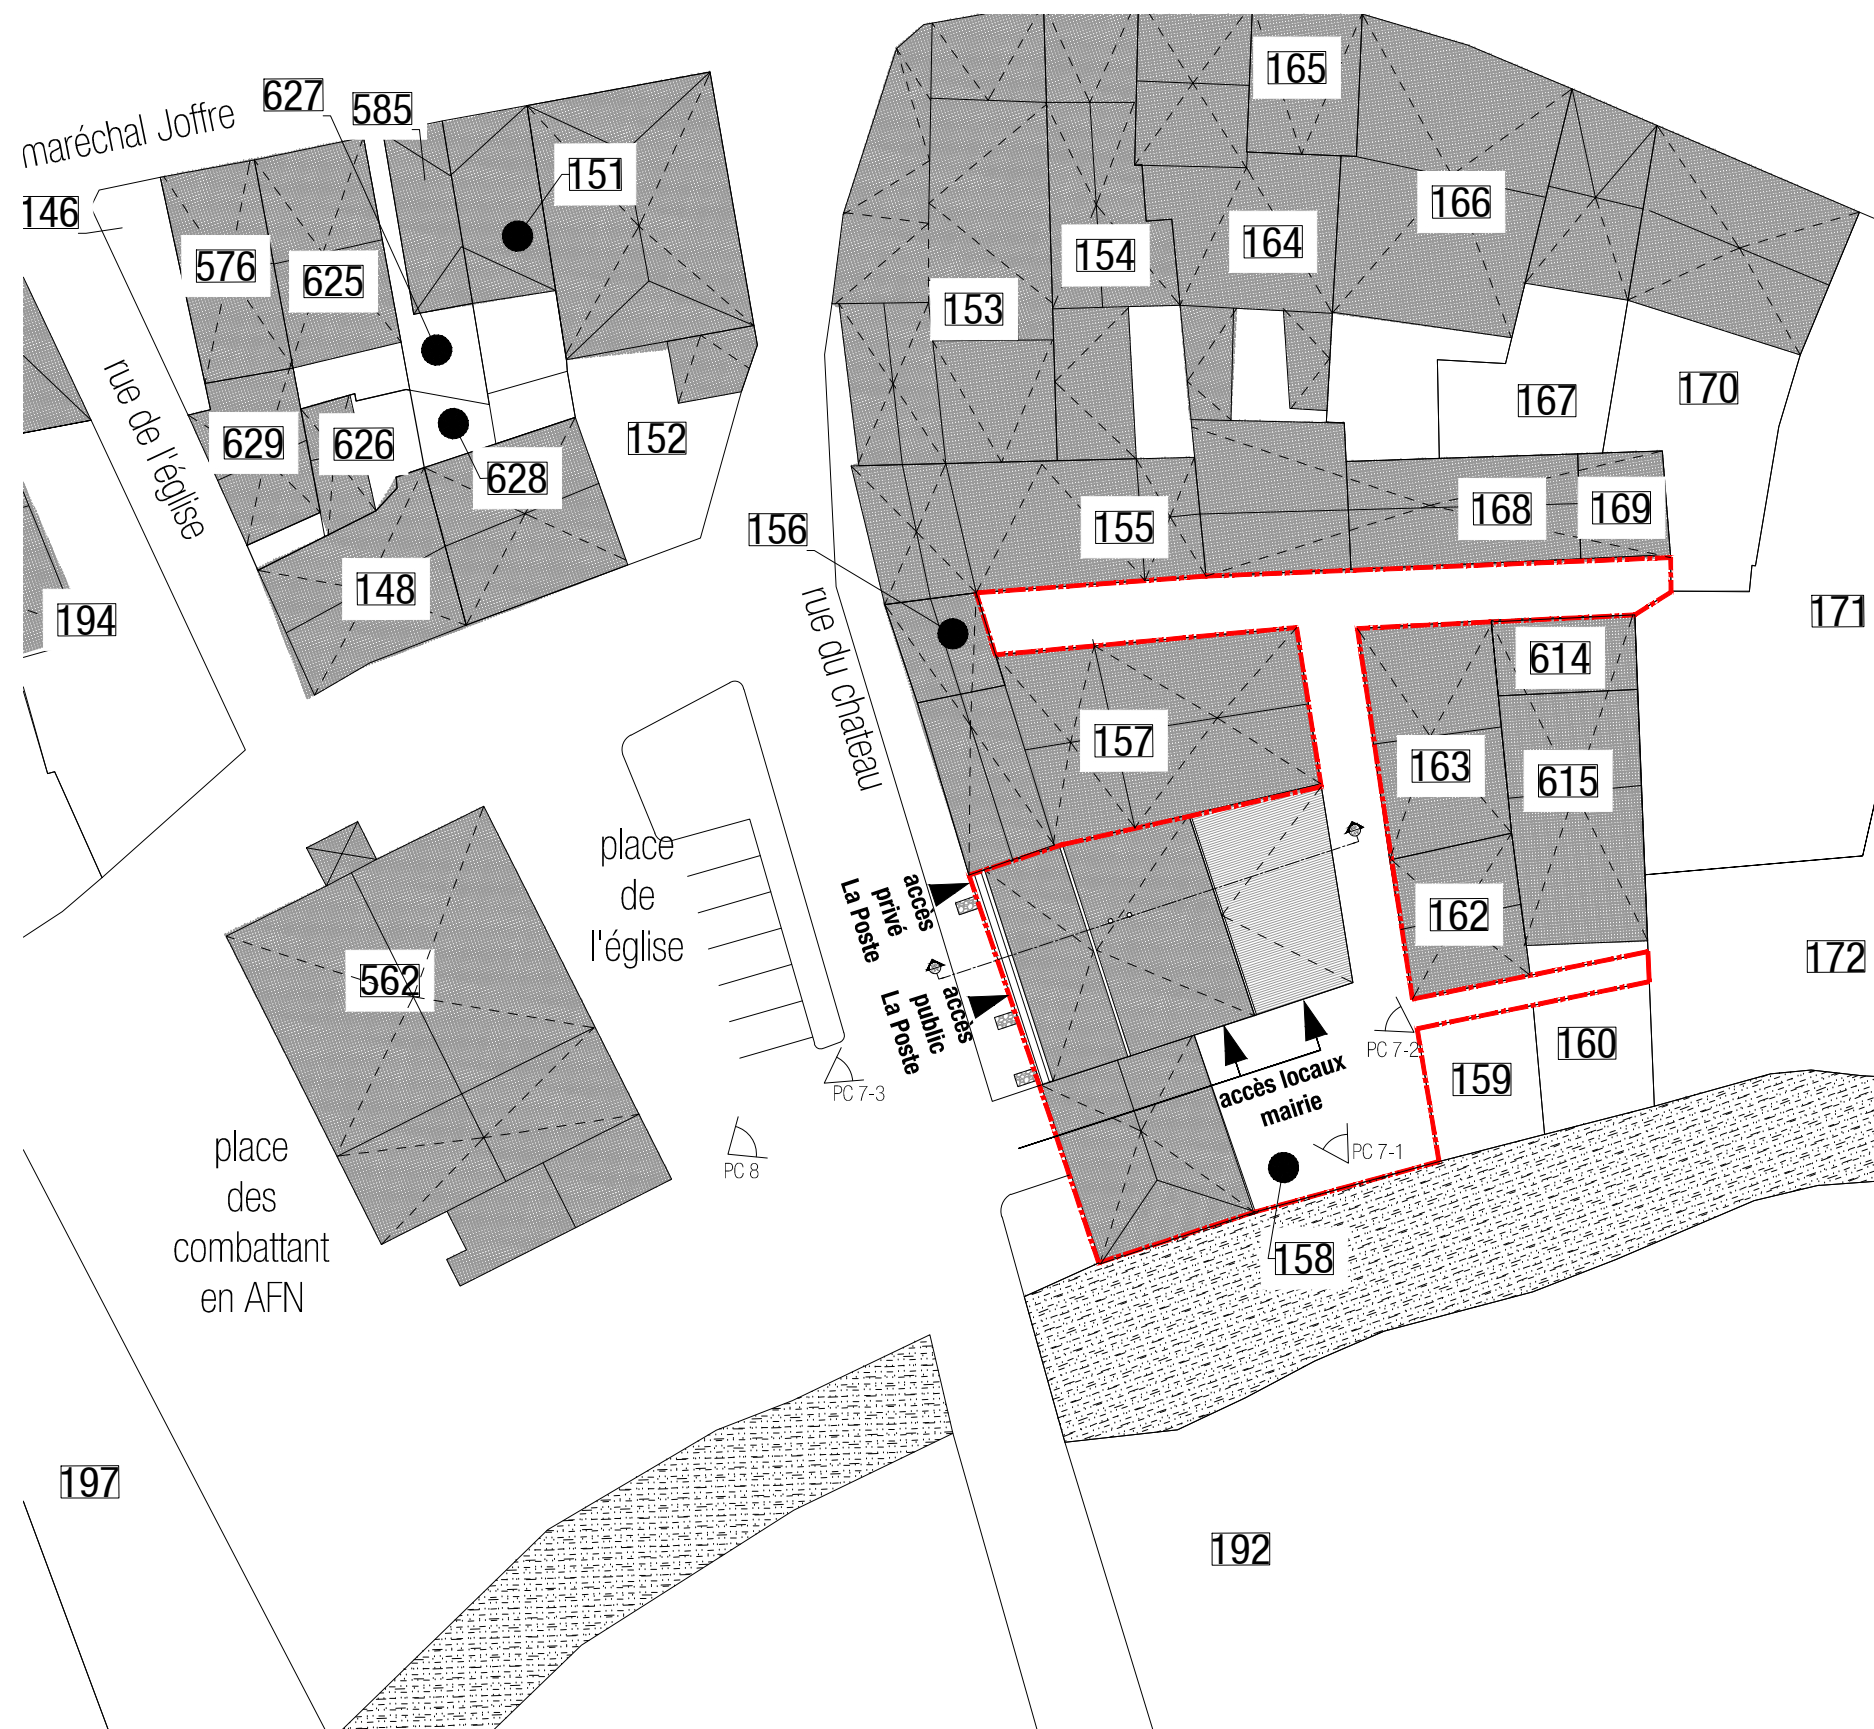 maréchal Joffre
627
585
151
146
576
625
629
626
628
152
148
194
rue de l'église
165
166
164
154
153
167
170
168
169
155
156
rue du chateau
171
614
157
163
615
162
172
place
de
l'église
562
accès
privé
La Poste
accès
public
La Poste
PC 7-2
160
159
PC 7-3
accès locaux
mairie
PC 7-1
PC 8
158
place
des
combattant
en AFN
197
192